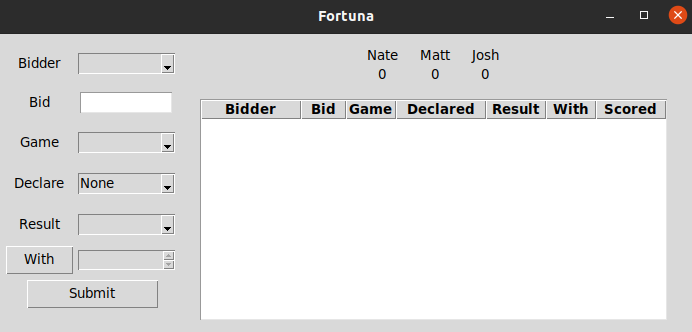 Fortuna
Bidder
Bid
Game
Declare None
Result
With
Submit
Nate Matt Josh
0 0 0
Bidder Bid Game Declared Result With Scored